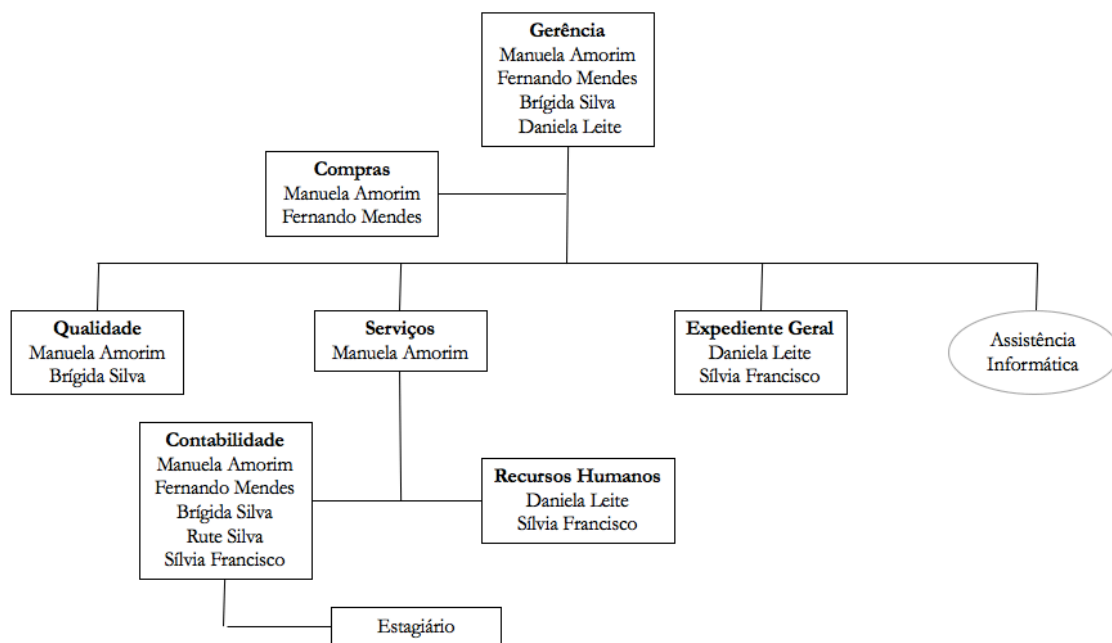 Gerência
Manuela Amorim
Fernando Mendes
Brígida Silva
Daniela Leite
Compras
Manuela Amorim
Fernando Mendes
Qualidade
Manuela Amorim
Brígida Silva
Serviços
Manuela Amorim
Expediente Geral
Daniela Leite
Sílvia Francisco
Assistência
Informática
Contabilidade
Manuela Amorim
Fernando Mendes
Brígida Silva
Rute Silva
Sílvia Francisco
Recursos Humanos
Daniela Leite
Sílvia Francisco
Estagiário